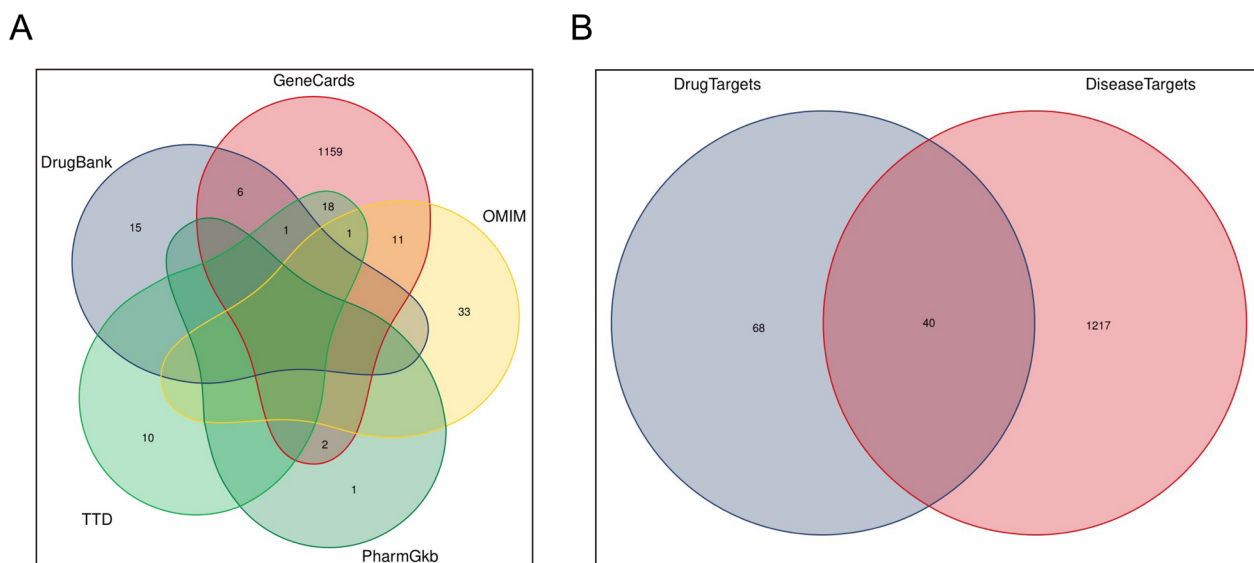 A
B
GeneCards
DrugTargets
DiseaseTargets
1159
DrugBank
6
18
OMIM
15
1
1
11
33
68
40
1217
10
2
1
TTD
PharmGkb